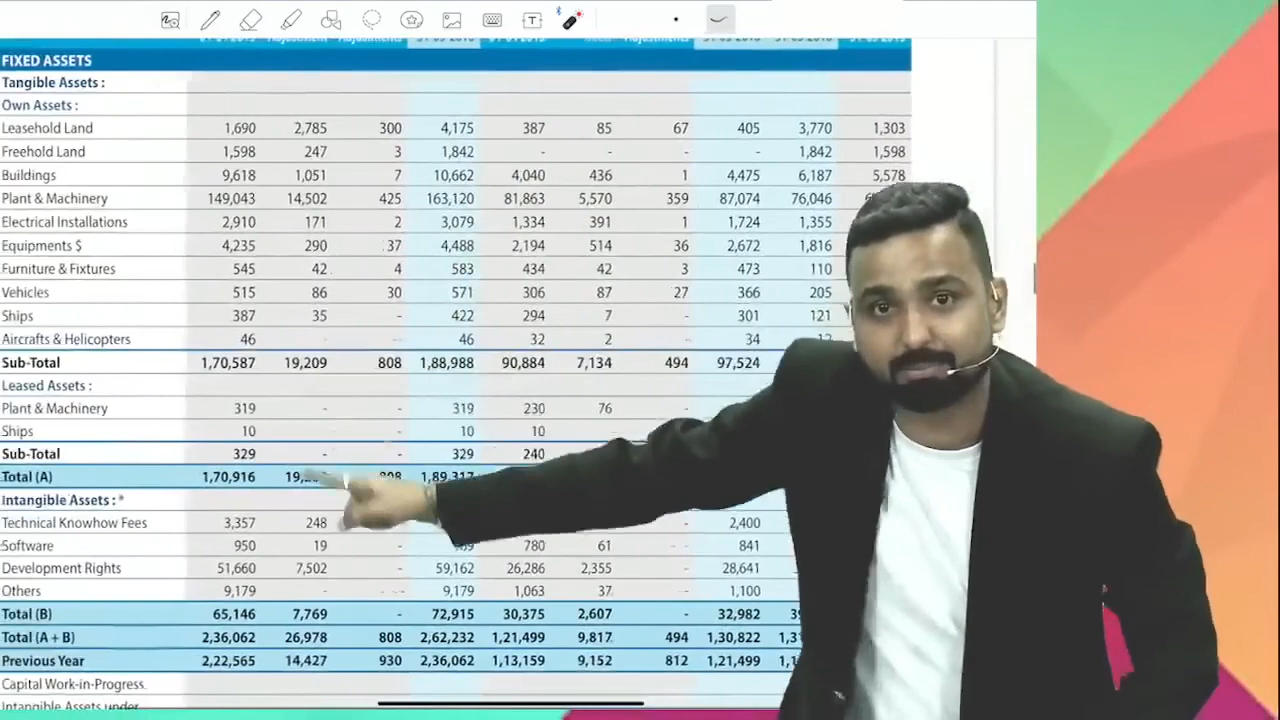 FIXED ASSETS
Tangible Assets :
Own Assets :
Leasehold Land 1,690 2,785 300 4,175 387 85 67 405 3,770 1,303
Freehold Land 1,598 247 3 1,842 - - - - 1,842 1,598
Buildings 9,618 1,051 7 10,662 4,040 436 1 4,475 6,187 5,578
Plant & Machinery 149,043 14,502 425 163,120 81,863 5,570 359 87,074 76,046
Electrical Installations 2,910 171 2 3,079 1,334 391 1 1,724 1,355
Equipments $ 4,235 290 37 4,488 2,194 514 36 2,672 1,816
Furniture & Fixtures 545 42 4 583 434 42 3 473 110
Vehicles 515 86 30 571 306 87 27 366 205
Ships 387 35 - 422 294 7 - 301 121
Aircrafts & Helicopters 46 - - 46 32 2 - 34 12
Sub-Total 1,70,587 19,209 808 1,88,988 90,884 7,134 494 97,524
Leased Assets :
Plant & Machinery 319 - - 319 230 76 -
Ships 10 - - 10 10
Sub-Total 329 - - 329 240
Total (A) 1,70,916 808 1,89,317
Intangible Assets : *
Technical Knowhow Fees 3,357 248 - 2,400
Software 950 19 - 780 61 - 841
Development Rights 51,660 7,502 - 59,162 26,286 2,355 - 28,641
Others 9,179 - - 9,179 1,063 37 - 1,100
Total (B) 65,146 7,769 - 72,915 30,375 2,607 - 32,982
Total (A + B) 2,36,062 26,978 808 2,62,232 1,21,499 9,817 494 1,30,822
Previous Year 2,22,565 14,427 930 2,36,062 1,13,159 9,152 812 1,21,499
Capital Work-in-Progress
Intangible Assets under